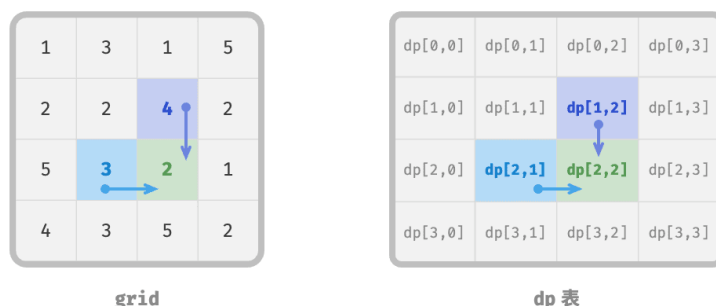 1 3 1 5
2 2 4 2
5 3 2 1
4 3 5 2
grid
dp[0,0] dp[0,1] dp[0,2] dp[0,3]
dp[1,0] dp[1,1] dp[1,2] dp[1,3]
dp[2,0] dp[2,1] dp[2,2] dp[2,3]
dp[3,0] dp[3,1] dp[3,2] dp[3,3]
dp 表